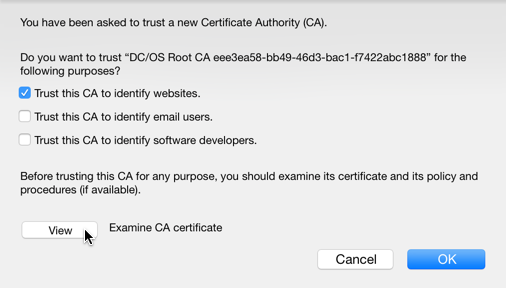 You have been asked to trust a new Certificate Authority (CA).
Do you want to trust “DC/OS Root CA eee3ea58-bb49-46d3-bac1-f7422abc1888” for the
following purposes?
Trust this CA to identify websites.
Trust this CA to identify email users.
Trust this CA to identify software developers.
Before trusting this CA for any purpose, you should examine its certificate and its policy and
procedures (if available).
View Examine CA certificate
Cancel OK